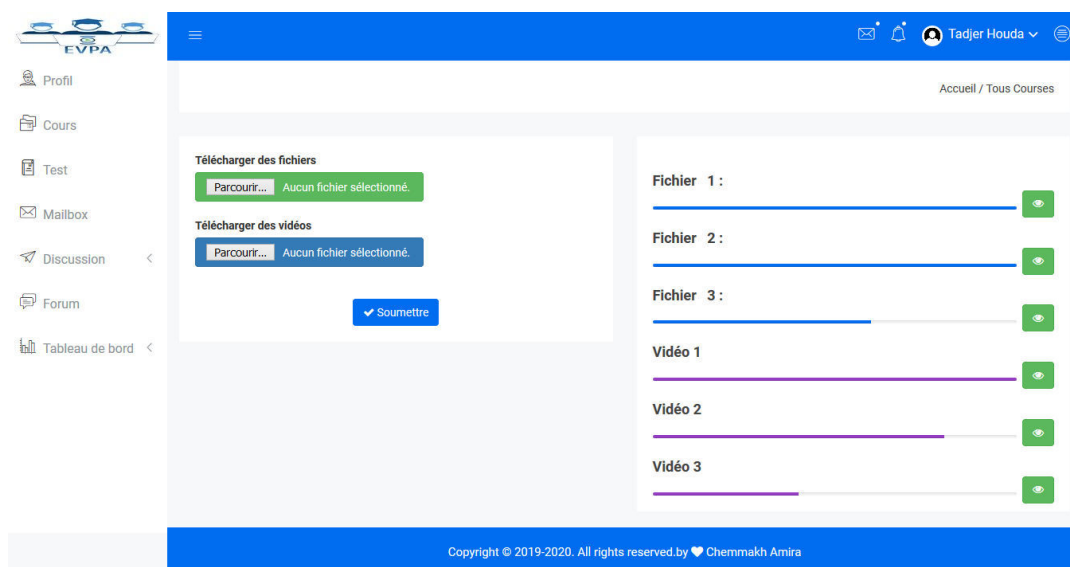 EVPA
Tadjer Houda
Profil
Cours
Test
Mailbox
Discussion
Forum
Tableau de bord
Accueil / Tous Courses
Télécharger des fichiers
Parcourir... Aucun fichier sélectionné.
Télécharger des vidéos
Parcourir... Aucun fichier sélectionné.
Soumettre
Fichier 1 :
Fichier 2 :
Fichier 3 :
Vidéo 1
Vidéo 2
Vidéo 3
Copyright © 2019-2020. All rights reserved.by ❤ Chemmakh Amira